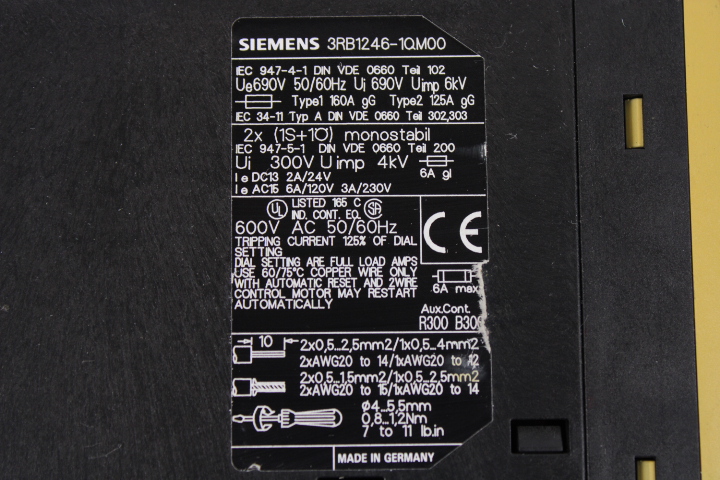 SIEMENS 3RB1246-1QM00
IEC 947-4-1 DIN VDE 0660 Teil 102
Ue690V 50/60Hz Ui 690V Uimp 6kV
Type1 160A gG Type2 125A gG
IEC 34-11 Typ A DIN VDE 0660 Teil 302,303
2x (1S+1Ö) monostabil
IEC 947-5-1 DIN VDE 0660 Teil 200
Ui 300V Uimp 4kV
6A gl
Ie DC13 2A/24V
Ie AC15 6A/120V 3A/230V
UL LISTED 165 C SA
IND. CONT. EQ.
600V AC 50/60Hz
TRIPPING CURRENT 125% OF DIAL
SETTING
DIAL SETTING ARE FULL LOAD AMPS
USE 60/75°C COPPER WIRE ONLY
WITH AUTOMATIC RESET AND 2WIRE
CONTROL MOTOR MAY RESTART
AUTOMATICALLY
CE
6A max
Aux.Cont.
R300 B300
10
2x0,5...2,5mm2/1x0,5...4mm2
2xAWG20 to 14/1xAWG20 to 12
2x0,5...1,5mm2/1x0,5...2,5mm2
2xAWG20 to 15/1xAWG20 to 14
ø4...5,5mm
0,8...1,2Nm
7 to 11 lb.in
MADE IN GERMANY